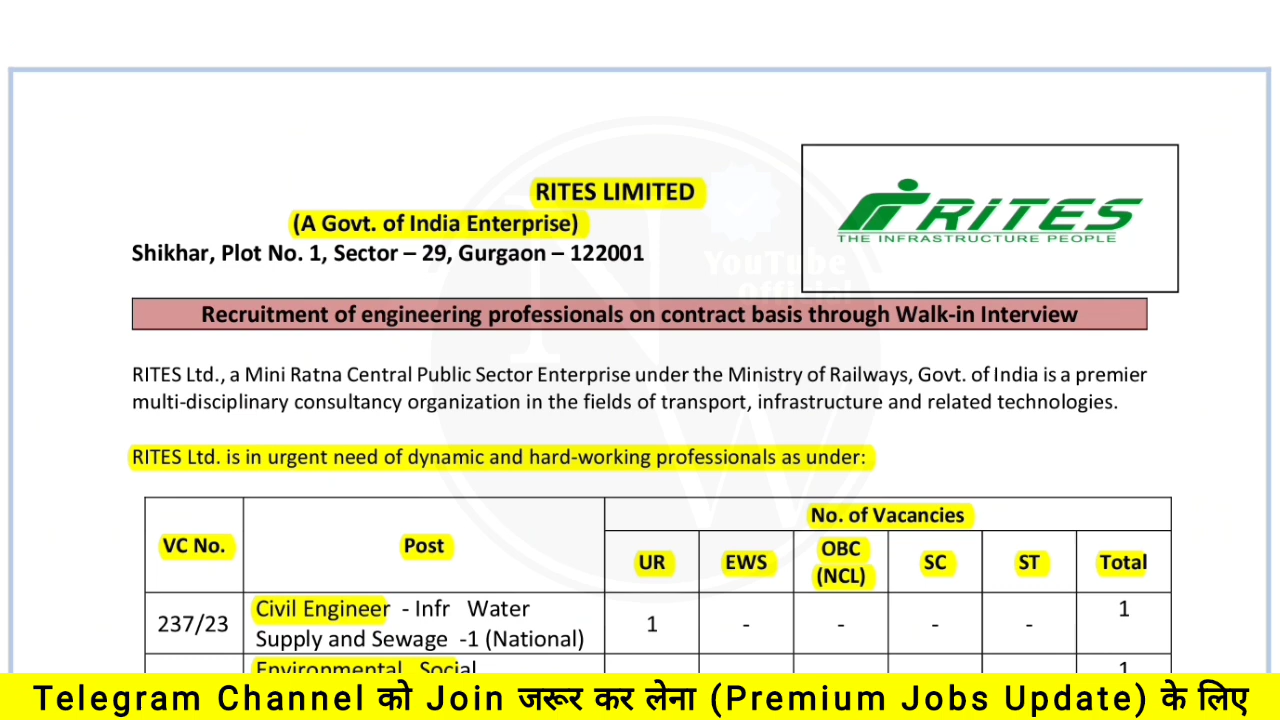 RITES LIMITED
(A Govt. of India Enterprise)
Shikhar, Plot No. 1, Sector – 29, Gurgaon – 122001
RITES
THE INFRASTRUCTURE PEOPLE
YouTube
Official
Recruitment of engineering professionals on contract basis through Walk-in Interview
RITES Ltd., a Mini Ratna Central Public Sector Enterprise under the Ministry of Railways, Govt. of India is a premier
multi-disciplinary consultancy organization in the fields of transport, infrastructure and related technologies.
RITES Ltd. is in urgent need of dynamic and hard-working professionals as under:
VC No. Post No. of Vacancies
UR EWS OBC (NCL) SC ST Total
237/23 Civil Engineer - Infr Water Supply and Sewage -1 (National) 1 - - - - 1
Environmental Social 1
Telegram Channel को Join जरूर कर लेना (Premium Jobs Update) के लिए